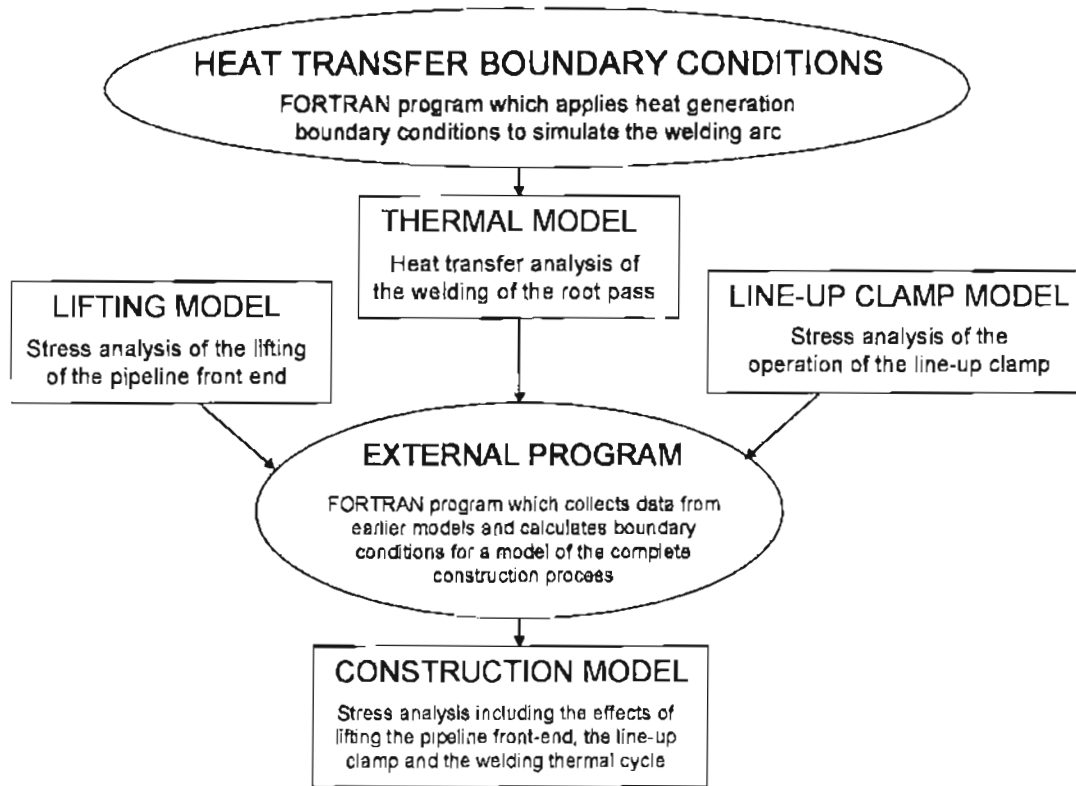 HEAT TRANSFER BOUNDARY CONDITIONS
FORTRAN program which applies heat generation
boundary conditions to simulate the welding arc
THERMAL MODEL
Heat transfer analysis of
the welding of the root pass
LIFTING MODEL
Stress analysis of the lifting
of the pipeline front end
LINE-UP CLAMP MODEL
Stress analysis of the
operation of the line-up clamp
EXTERNAL PROGRAM
FORTRAN program which collects data from
earlier models and calculates boundary
conditions for a model of the complete
construction process
CONSTRUCTION MODEL
Stress analysis including the effects of
lifting the pipeline front-end, the line-up
clamp and the welding thermal cycle